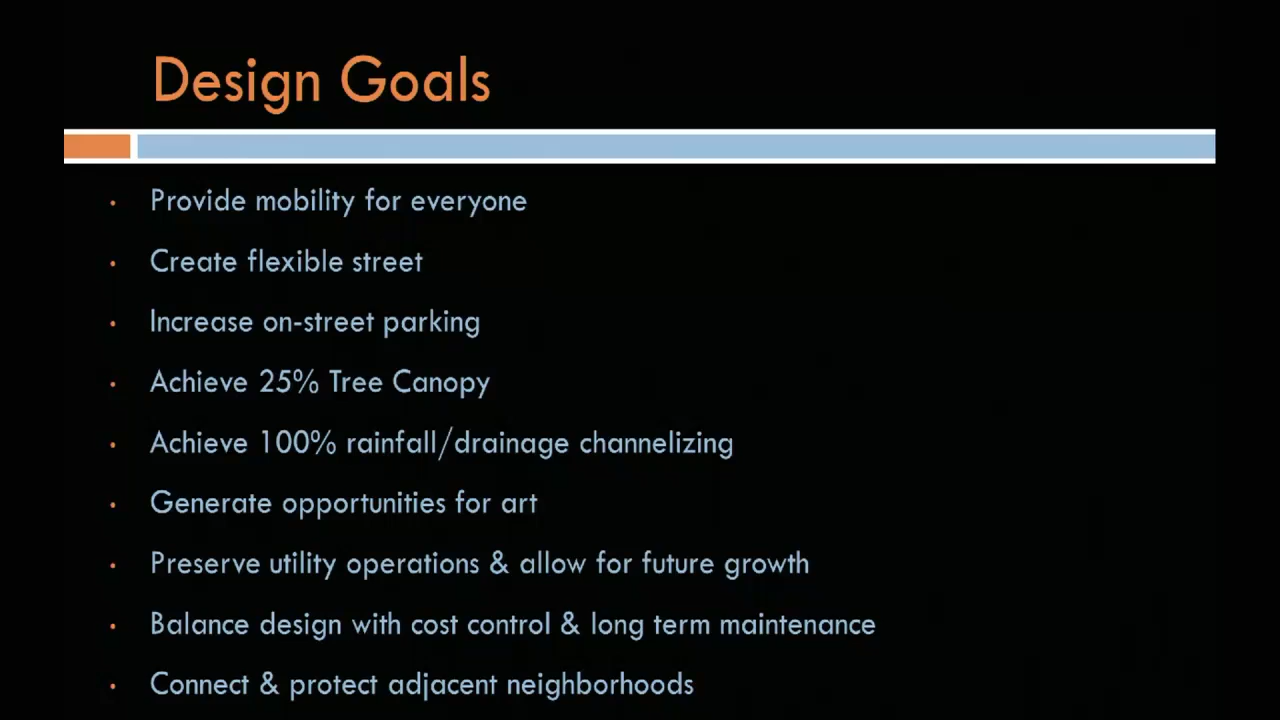 Design Goals
• Provide mobility for everyone
• Create flexible street
• Increase on-street parking
• Achieve 25% Tree Canopy
• Achieve 100% rainfall/drainage channelizing
• Generate opportunities for art
• Preserve utility operations & allow for future growth
• Balance design with cost control & long term maintenance
• Connect & protect adjacent neighborhoods